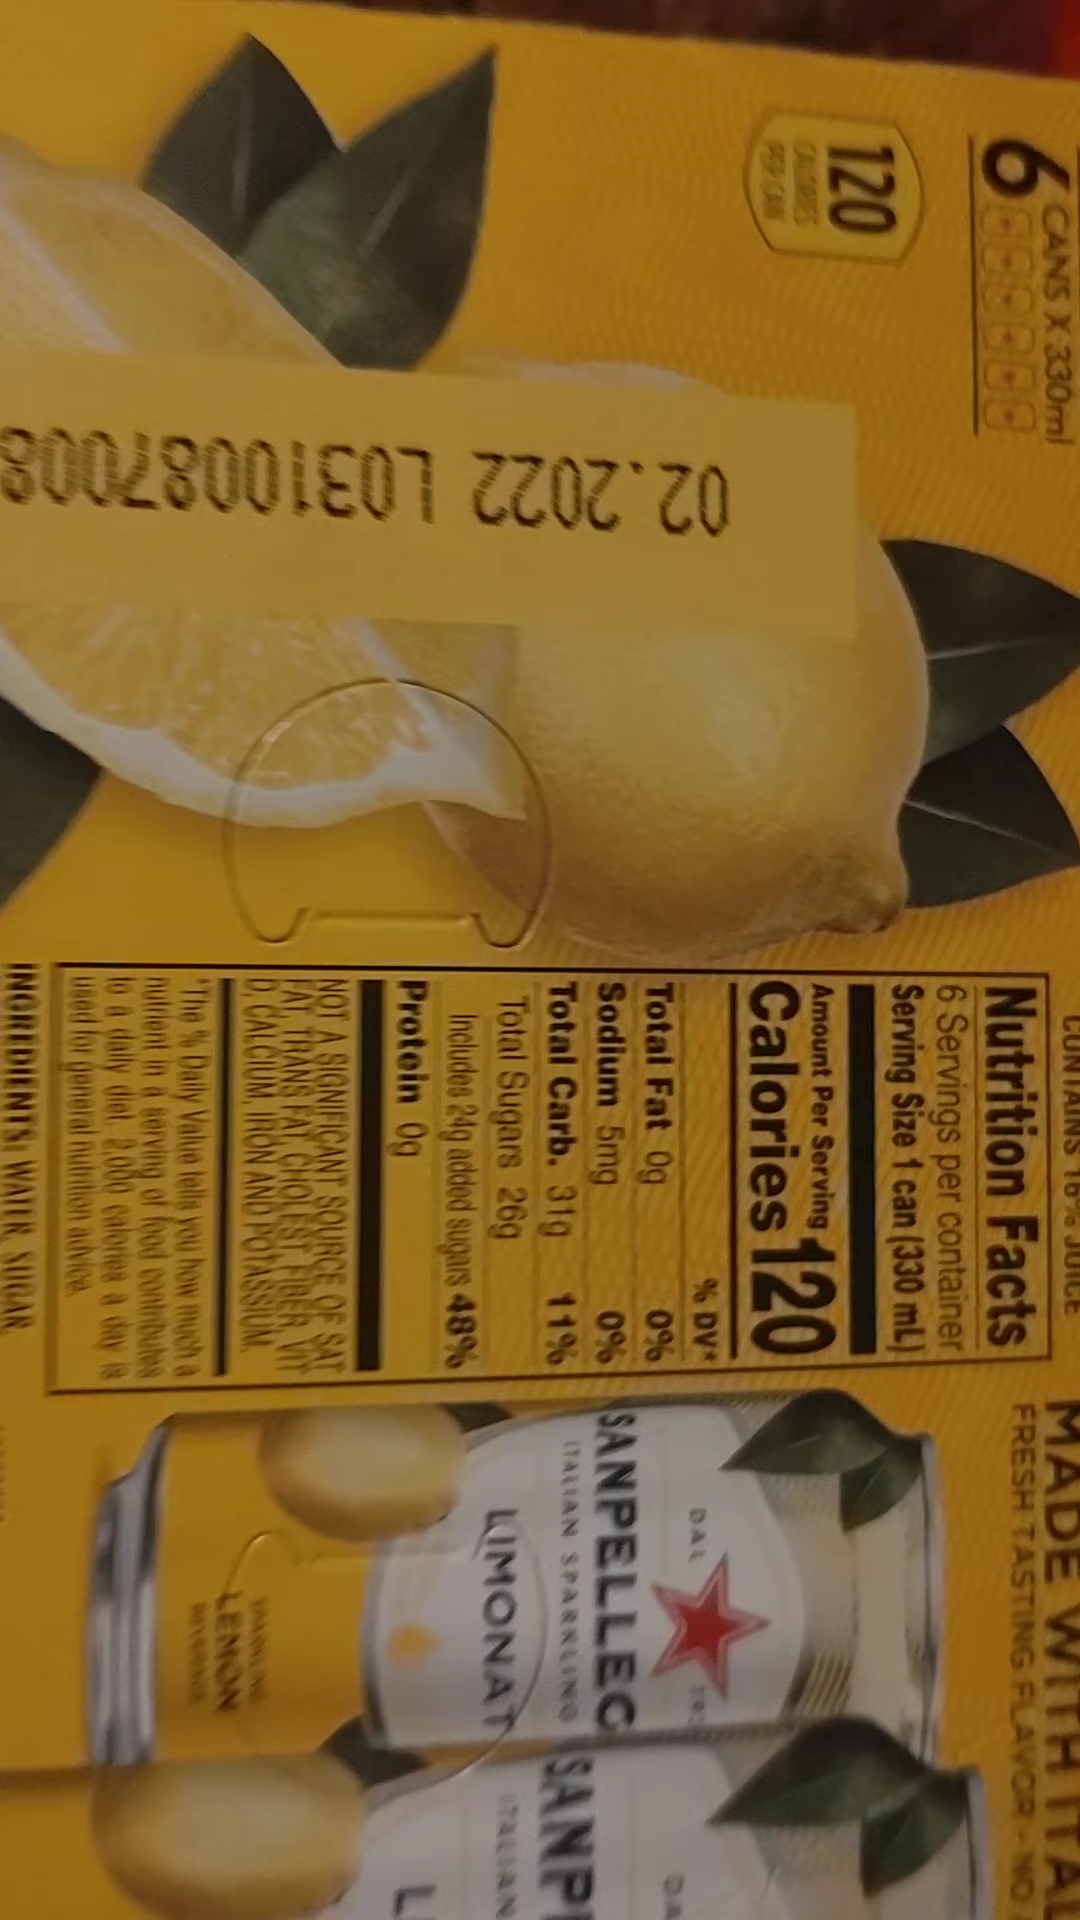 6 CANS X 330ml
120
CALORIES
PER CAN
02.2022 L031008700
CONTAINS 16% JUICE
Nutrition Facts
6 Servings per container
Serving Size 1 can (330 mL)
Amount Per Serving
Calories 120
% DV*
Total Fat 0g 0%
Sodium 5mg 0%
Total Carb. 31g 11%
Total Sugars 26g
Includes 24g added sugars 48%
Protein 0g
NOT A SIGNIFICANT SOURCE OF SAT
FAT, TRANS FAT, CHOLEST, FIBER, VIT
D, CALCIUM, IRON AND POTASSIUM.
*The % Daily Value tells you how much a
nutrient in a serving of food contributes
to a daily diet. 2,000 calories a day is
used for general nutrition advice.
INGREDIENTS WATER, SUGAR,
MADE WITH ITAL
FRESH TASTING FLAVOR - NO
DAL
SANPELLEG
ITALIAN SPARKLING
LIMONAT
SPARKLING
LEMON
BEVERAGE
DA
SANP
ITALIAN
L